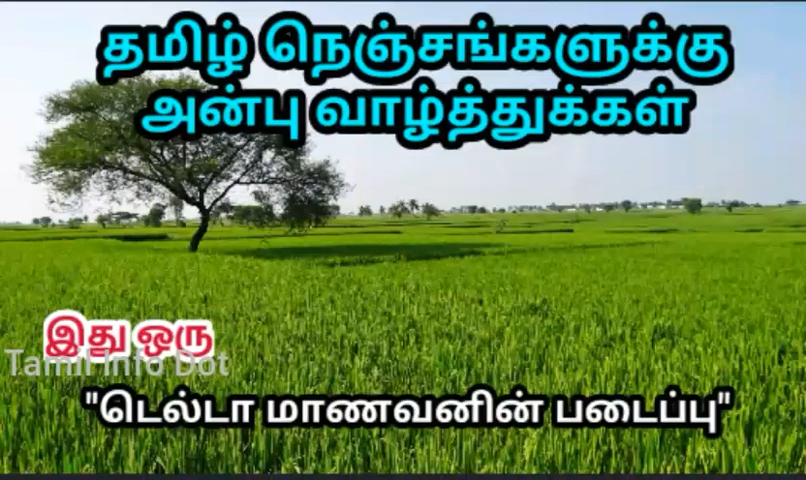 தமிழ் நெஞ்சங்களுக்கு
அன்பு வாழ்த்துக்கள்
இது ஒரு
Tamil Info Dot
"டெல்டா மாணவனின் படைப்பு"